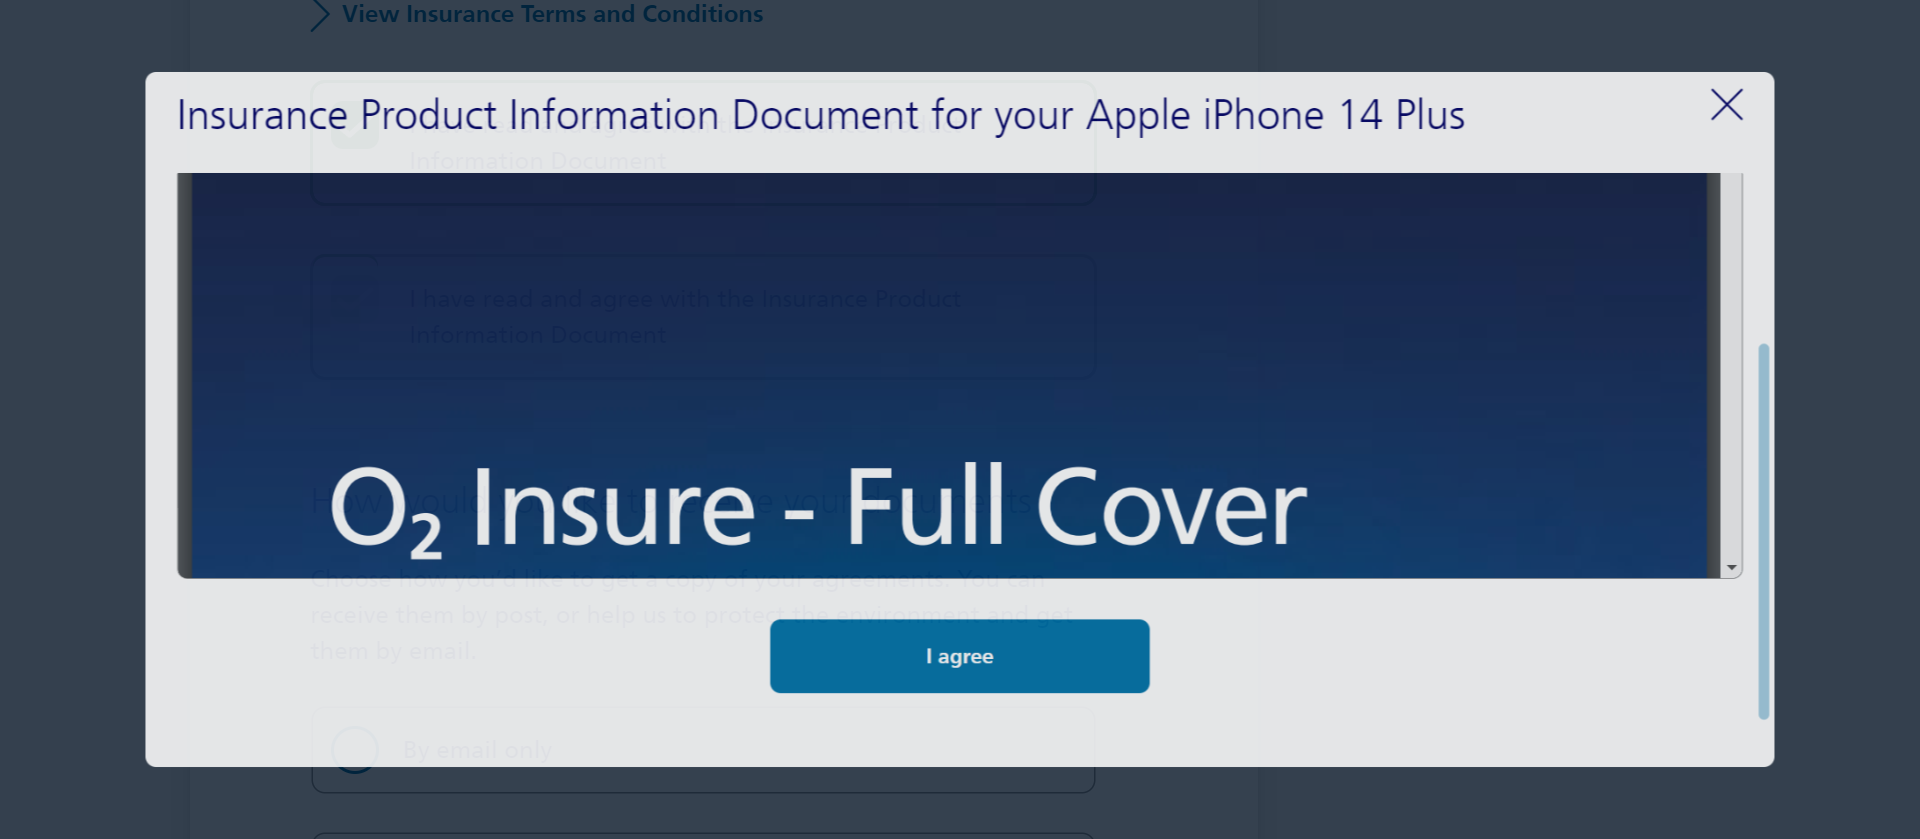 View Insurance Terms and Conditions
Insurance Product Information Document for your Apple iPhone 14 Plus
Information Document
I have read and agree with the Insurance Product
Information Document
How would you like to receive your documents
O₂ Insure - Full Cover
Choose how you'd like to get a copy of your agreements. You can
receive them by post, or help us to protect the environment and get
them by email.
I agree
By email only